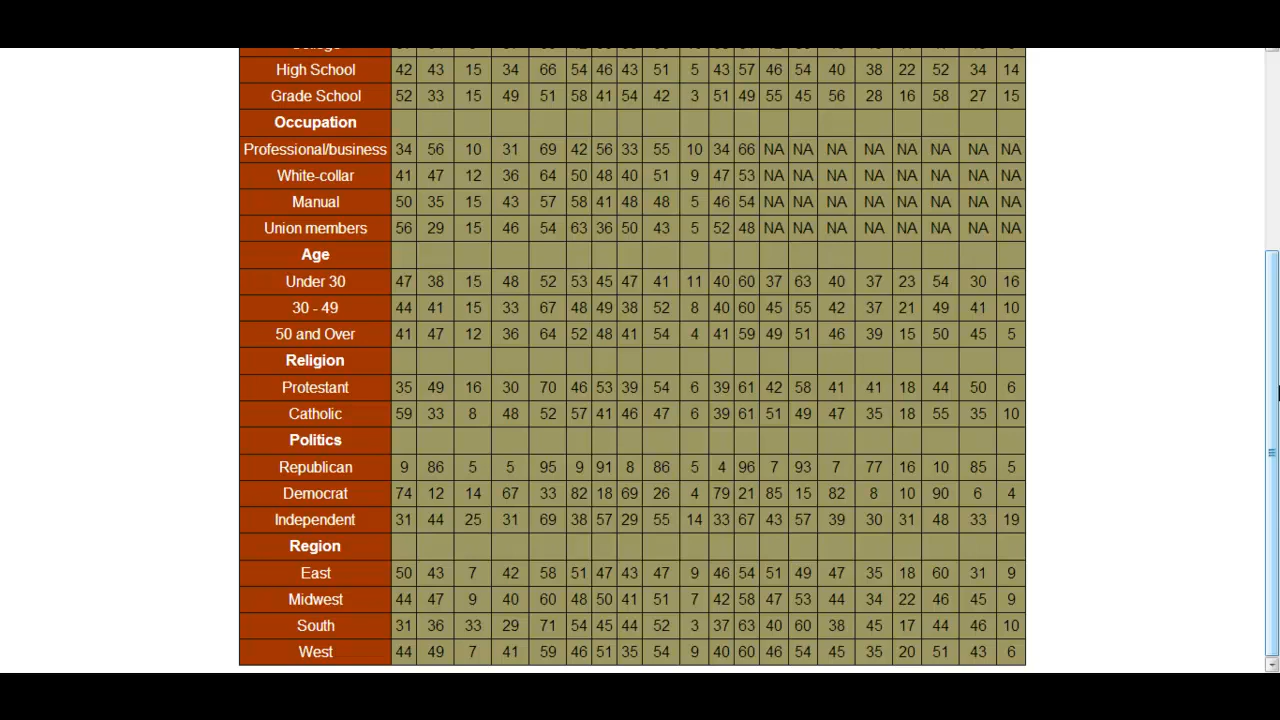 High School 42 43 15 34 66 54 46 43 51 5 43 57 46 54 40 38 22 52 34 14
Grade School 52 33 15 49 51 58 41 54 42 3 51 49 55 45 56 28 16 58 27 15
Occupation
Professional/business 34 56 10 31 69 42 56 33 55 10 34 66 NA NA NA NA NA NA NA NA
White-collar 41 47 12 36 64 50 48 40 51 9 47 53 NA NA NA NA NA NA NA NA
Manual 50 35 15 43 57 58 41 48 48 5 46 54 NA NA NA NA NA NA NA NA
Union members 56 29 15 46 54 63 36 50 43 5 52 48 NA NA NA NA NA NA NA NA
Age
Under 30 47 38 15 48 52 53 45 47 41 11 40 60 37 63 40 37 23 54 30 16
30 - 49 44 41 15 33 67 48 49 38 52 8 40 60 45 55 42 37 21 49 41 10
50 and Over 41 47 12 36 64 52 48 41 54 4 41 59 49 51 46 39 15 50 45 5
Religion
Protestant 35 49 16 30 70 46 53 39 54 6 39 61 42 58 41 41 18 44 50 6
Catholic 59 33 8 48 52 57 41 46 47 6 39 61 51 49 47 35 18 55 35 10
Politics
Republican 9 86 5 5 95 9 91 8 86 5 4 96 7 93 7 77 16 10 85 5
Democrat 74 12 14 67 33 82 18 69 26 4 79 21 85 15 82 8 10 90 6 4
Independent 31 44 25 31 69 38 57 29 55 14 33 67 43 57 39 30 31 48 33 19
Region
East 50 43 7 42 58 51 47 43 47 9 46 54 51 49 47 35 18 60 31 9
Midwest 44 47 9 40 60 48 50 41 51 7 42 58 47 53 44 34 22 46 45 9
South 31 36 33 29 71 54 45 44 52 3 37 63 40 60 38 45 17 44 46 10
West 44 49 7 41 59 46 51 35 54 9 40 60 46 54 45 35 20 51 43 6